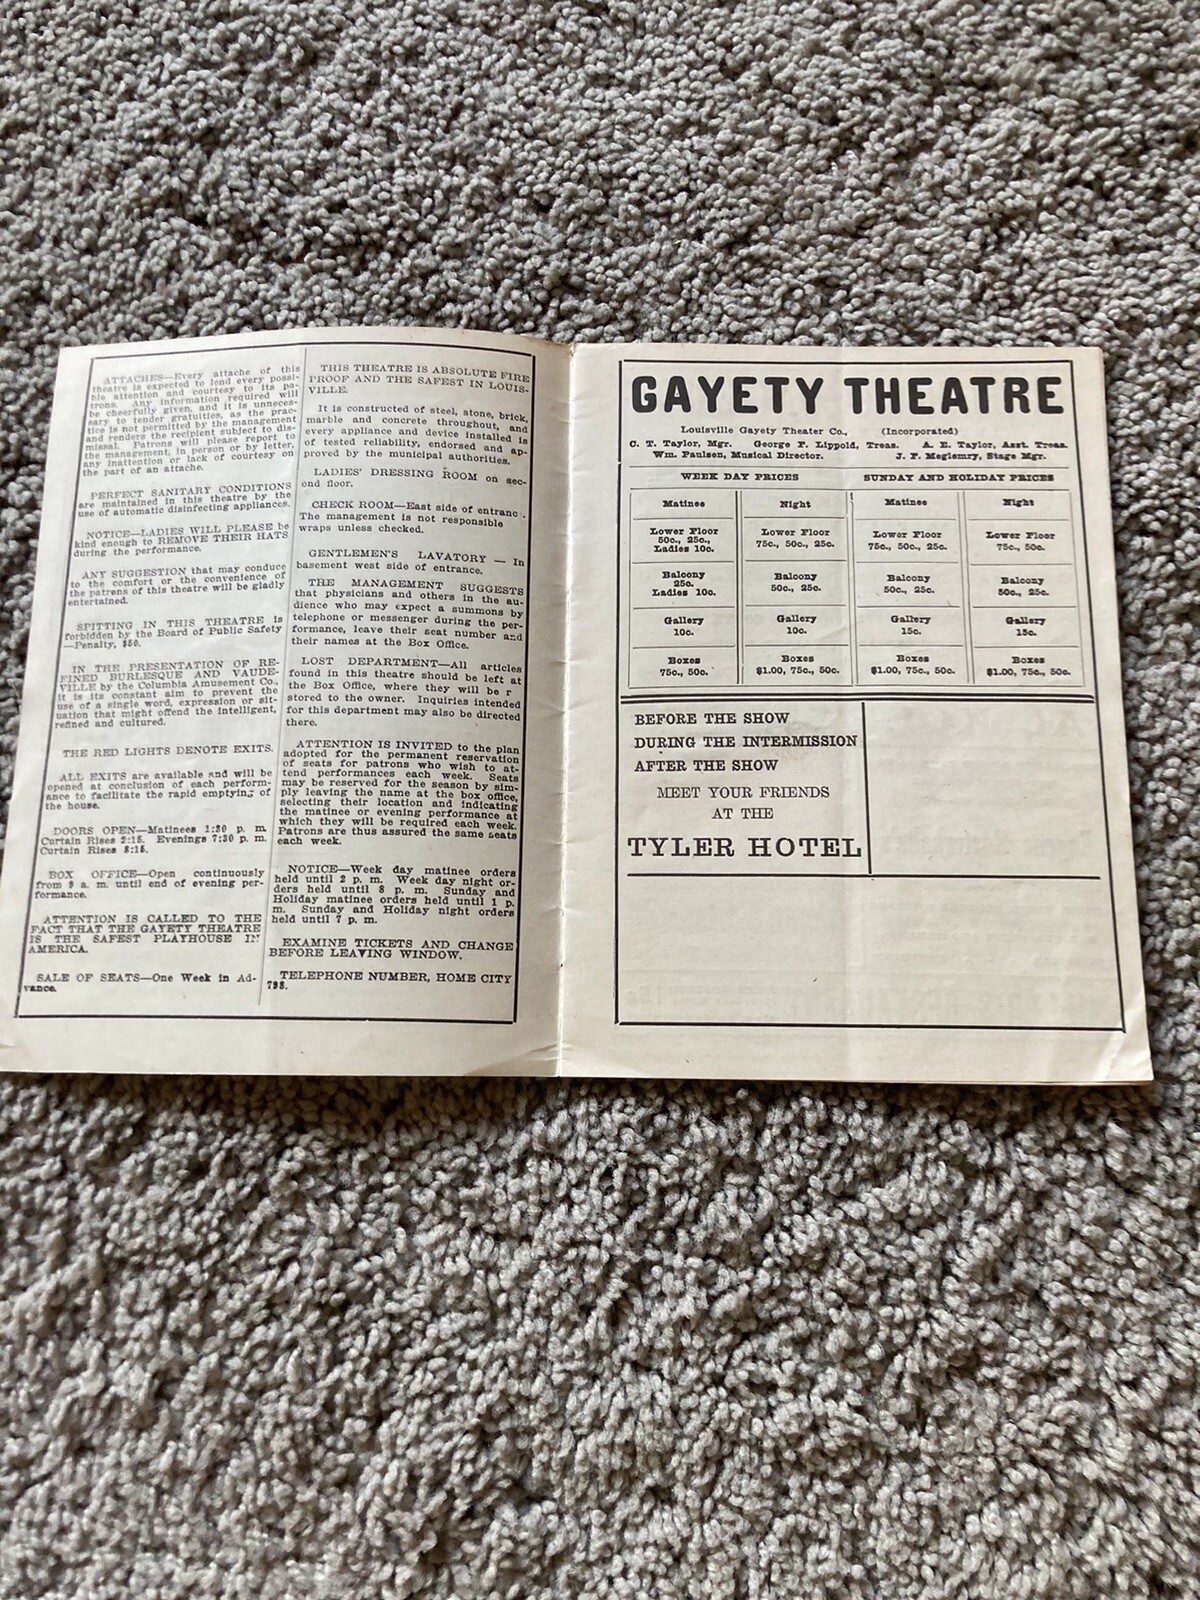 ATTACHES—Every attache of this
theatre is expected to lend every possi-
ble attention and courtesy to its pa-
trons. Any information required will
be cheerfully given, and it is unneces-
sary to tender gratuities, as the prac-
tice is not permitted by the management
and renders the recipient subject to dis-
missal. Patrons will please report to
the management, in person or by letter,
any inattention or lack of courtesy on
the part of an attache.
PERFECT SANITARY CONDITIONS
are maintained in this theatre by the
use of automatic disinfecting appliances.
NOTICE—LADIES WILL PLEASE be
kind enough to REMOVE THEIR HATS
during the performance.
ANY SUGGESTION that may conduce
to the comfort or the convenience of
the patrons of this theatre will be gladly
entertained.
SPITTING IN THIS THEATRE is
forbidden by the Board of Public Safety
—Penalty, $50.
IN THE PRESENTATION OF RE-
FINED BURLESQUE AND VAUDE-
VILLE by the Columbia Amusement Co.,
it is its constant aim to prevent the
use of a single word, expression or sit-
uation that might offend the intelligent,
refined and cultured.
THE RED LIGHTS DENOTE EXITS.
ALL EXITS are available and will be
opened at conclusion of each perform-
ance to facilitate the rapid emptying of
the house.
DOORS OPEN—Matinees 1:30 p. m.
Curtain Rises 2:15. Evenings 7:30 p. m.
Curtain Rises 8:15.
BOX OFFICE—Open continuously
from 9 a. m. until end of evening per-
formance.
ATTENTION IS CALLED TO THE
FACT THAT THE GAYETY THEATRE
IS THE SAFEST PLAYHOUSE IN
AMERICA.
SALE OF SEATS—One Week in Ad-
vance.
THIS THEATRE IS ABSOLUTE FIRE
PROOF AND THE SAFEST IN LOUIS-
VILLE.
It is constructed of steel, stone, brick,
marble and concrete throughout, and
every appliance and device installed is
of tested reliability, endorsed and ap-
proved by the municipal authorities.
LADIES' DRESSING ROOM on sec-
ond floor.
CHECK ROOM—East side of entranc.
The management is not responsible
wraps unless checked.
GENTLEMEN'S LAVATORY — In
basement west side of entrance.
THE MANAGEMENT SUGGESTS
that physicians and others in the au-
dience who may expect a summons by
telephone or messenger during the per-
formance, leave their seat number and
their names at the Box Office.
LOST DEPARTMENT—All articles
found in this theatre should be left at
the Box Office, where they will be r
stored to the owner. Inquiries intended
for this department may also be directed
there.
ATTENTION IS INVITED to the plan
adopted for the permanent reservation
of seats for patrons who wish to at-
tend performances each week. Seats
may be reserved for the season by sim-
ply leaving the name at the box office,
selecting their location and indicating
the matinee or evening performance at
which they will be required each week.
Patrons are thus assured the same seats
each week.
NOTICE—Week day matinee orders
held until 2 p. m. Week day night or-
ders held until 8 p. m. Sunday and
Holiday matinee orders held until 1 p.
m. Sunday and Holiday night orders
held until 7 p. m.
EXAMINE TICKETS AND CHANGE
BEFORE LEAVING WINDOW.
TELEPHONE NUMBER, HOME CITY
798.
GAYETY THEATRE
Louisville Gayety Theater Co., (Incorporated)
C. T. Taylor, Mgr. George F. Lippold, Treas. A. E. Taylor, Asst. Treas.
Wm. Paulsen, Musical Director. J. F. Meglemry, Stage Mgr.
WEEK DAY PRICES SUNDAY AND HOLIDAY PRICES
Matinee Night Matinee Night
Lower Floor Lower Floor Lower Floor Lower Floor
50c., 25c., 75c., 50c., 25c. 75c., 50c., 25c. 75c., 50c.
Ladies 10c.
Balcony Balcony Balcony Balcony
25c. 50c., 25c. 50c., 25c. 50c., 25c.
Ladies 10c.
Gallery Gallery Gallery Gallery
10c. 10c. 15c. 15c.
Boxes Boxes Boxes Boxes
75c., 50c. $1.00, 75c., 50c. $1.00, 75c., 50c. $1.00, 75c., 50c.
BEFORE THE SHOW
DURING THE INTERMISSION
AFTER THE SHOW
MEET YOUR FRIENDS
AT THE
TYLER HOTEL